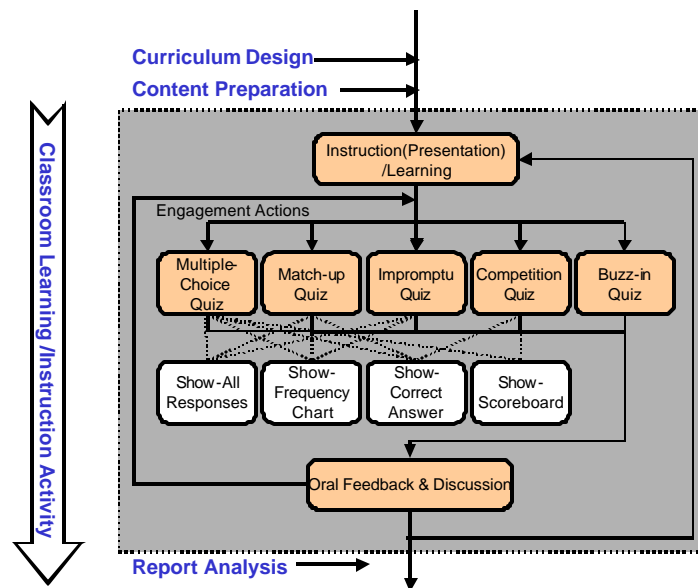 Curriculum Design
Content Preparation
Classroom Learning /Instruction Activity
Instruction(Presentation)
/Learning
Engagement Actions
Multiple-
Choice
Quiz
Match-up
Quiz
Impromptu
Quiz
Competition
Quiz
Buzz-in
Quiz
Show-All
Responses
Show-
Frequency
Chart
Show-
Correct
Answer
Show-
Scoreboard
Oral Feedback & Discussion
Report Analysis